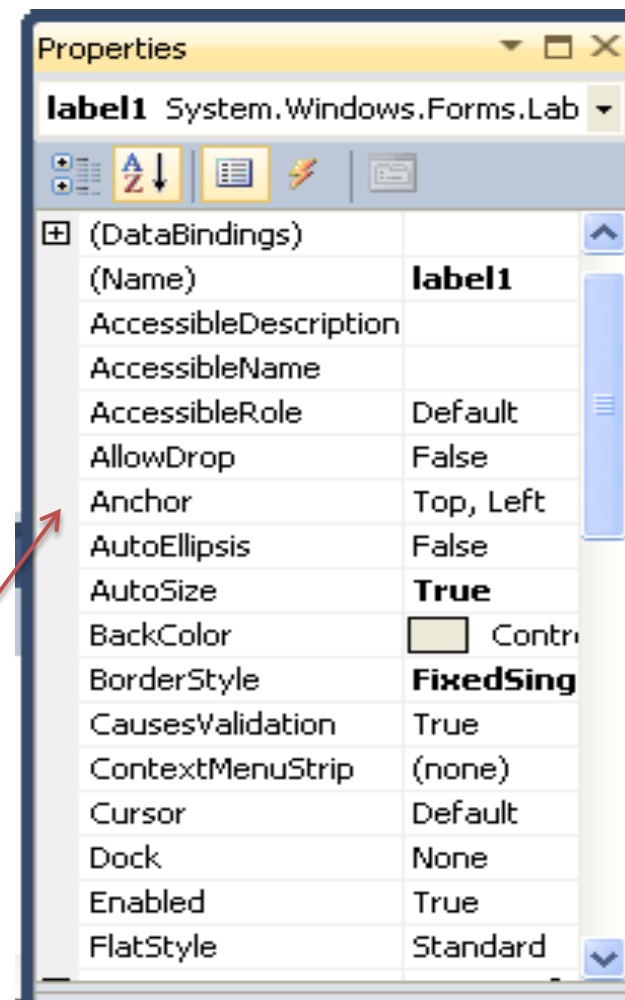 Properties
label1 System.Windows.Forms.Lab
(DataBindings)
(Name) label1
AccessibleDescription
AccessibleName
AccessibleRole Default
AllowDrop False
Anchor Top, Left
AutoEllipsis False
AutoSize True
BackColor Contr
BorderStyle FixedSing
CausesValidation True
ContextMenuStrip (none)
Cursor Default
Dock None
Enabled True
FlatStyle Standard